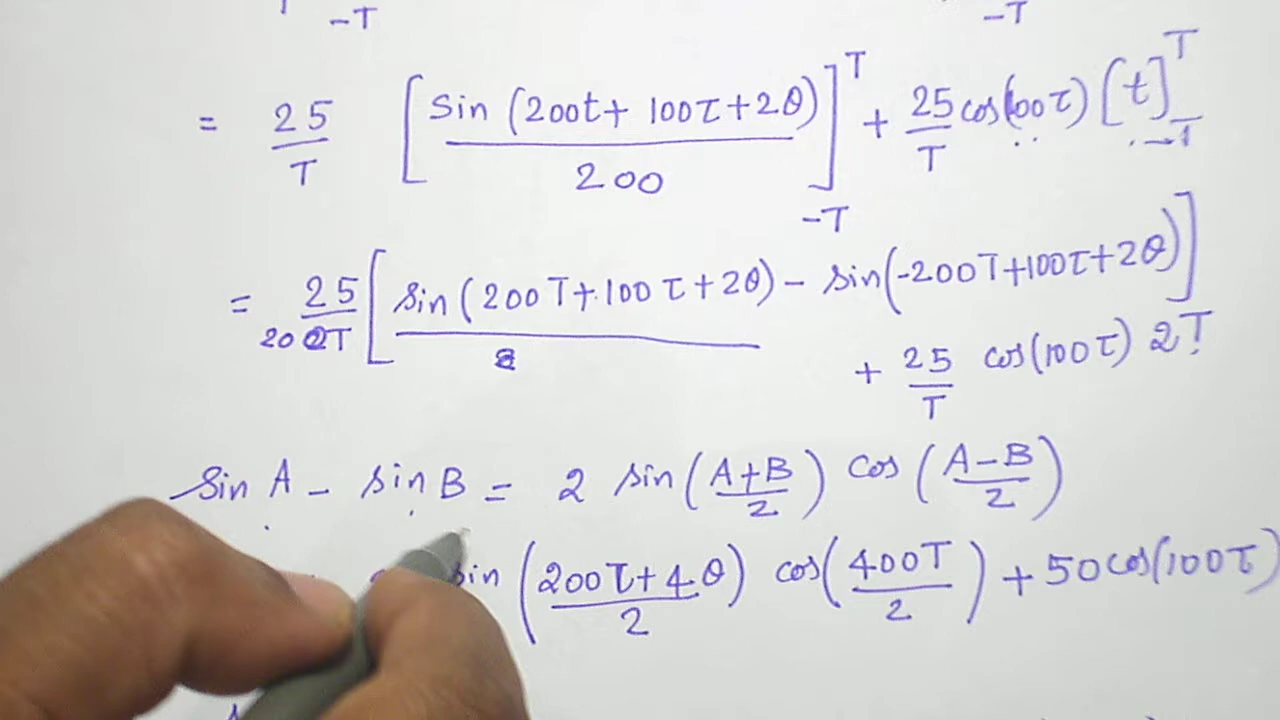 -T -T
= 25/T [ Sin (200t + 100τ + 2θ) / 200 ]^T_-T + 25/T cos(100τ) [t]^T_-T
= 25/200T [ sin (200T + 100τ + 2θ) - sin(-200T + 100τ + 2θ) ]
+ 25/T cos(100τ) 2T
Sin A - sin B = 2 sin (A+B/2) cos (A-B/2)
sin (200τ + 4θ/2) cos (400T/2) + 50 cos(100τ)